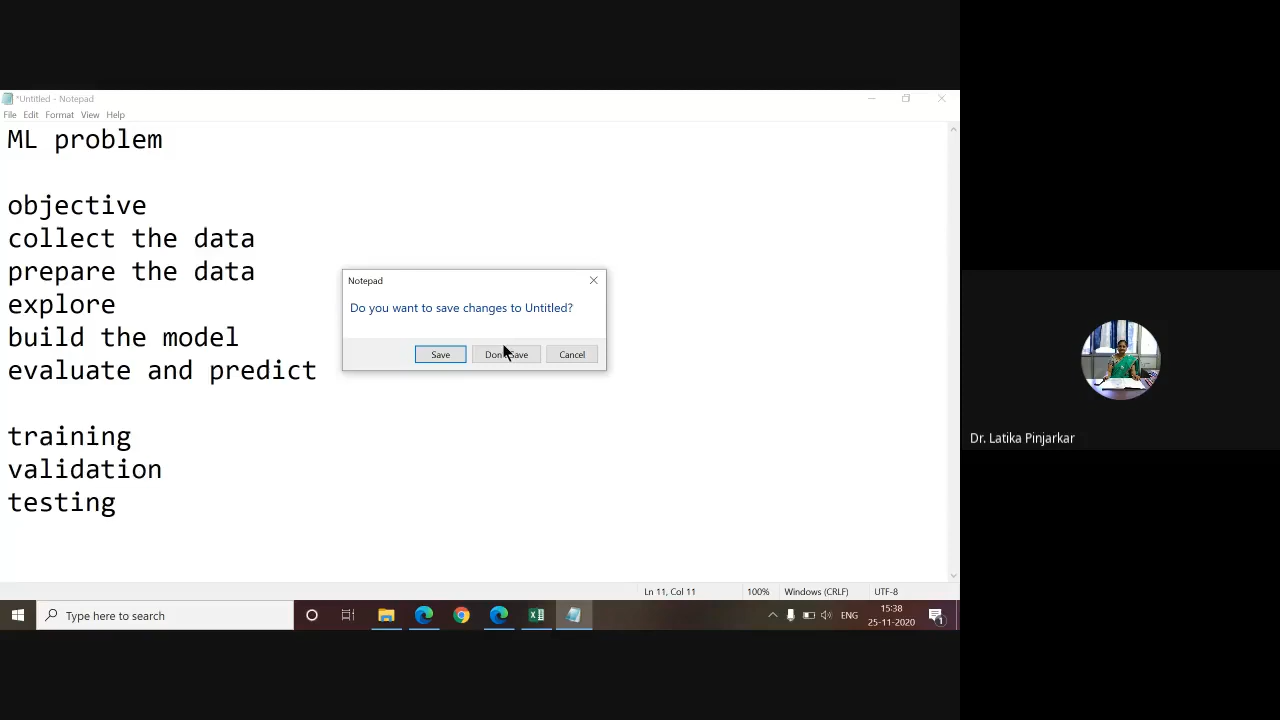 *Untitled - Notepad
File Edit Format View Help
ML problem
objective
collect the data
prepare the data
explore
build the model
evaluate and predict
training
validation
testing
Notepad
Do you want to save changes to Untitled?
Save Don Save Cancel
Ln 11, Col 11 100% Windows (CRLF) UTF-8
Type here to search
ENG
15:38
25-11-2020
1
Dr. Latika Pinjarkar